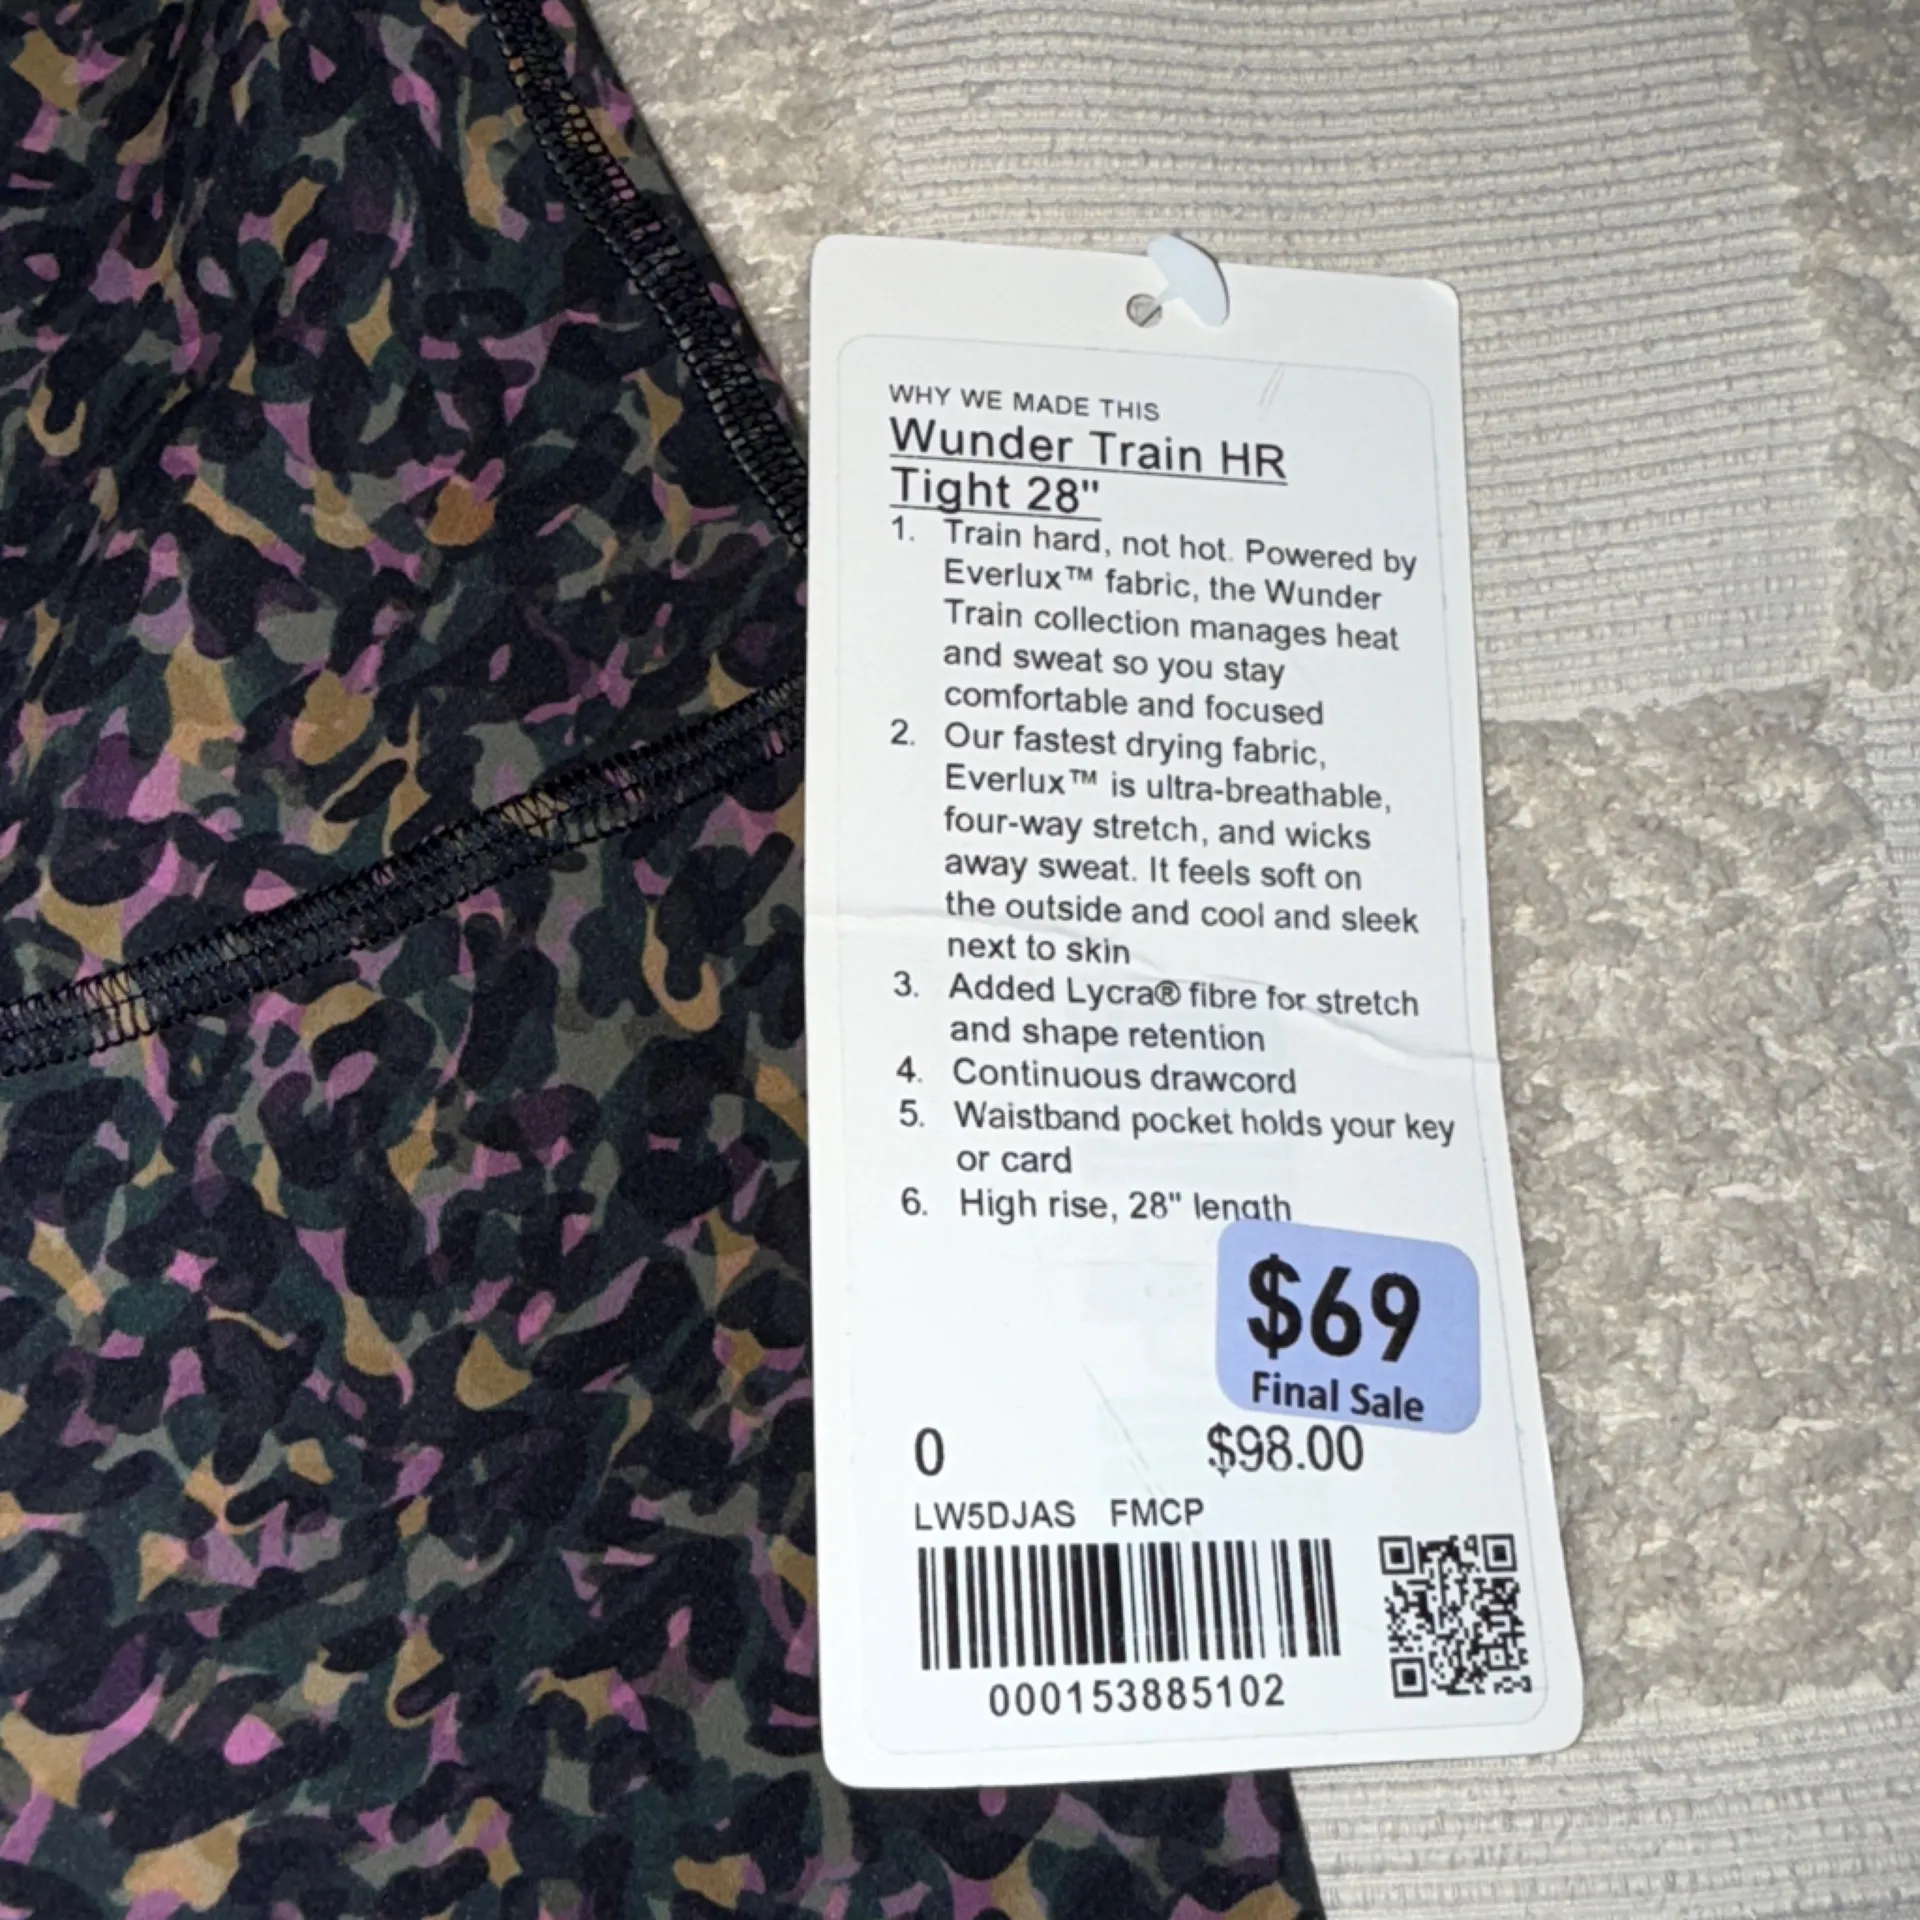 WHY WE MADE THIS
Wunder Train HR
Tight 28"
1. Train hard, not hot. Powered by
Everlux™ fabric, the Wunder
Train collection manages heat
and sweat so you stay
comfortable and focused
2. Our fastest drying fabric,
Everlux™ is ultra-breathable,
four-way stretch, and wicks
away sweat. It feels soft on
the outside and cool and sleek
next to skin
3. Added Lycra® fibre for stretch
and shape retention
4. Continuous drawcord
5. Waistband pocket holds your key
or card
6. High rise, 28" length
$69
Final Sale
0 $98.00
LW5DJAS FMCP
000153885102